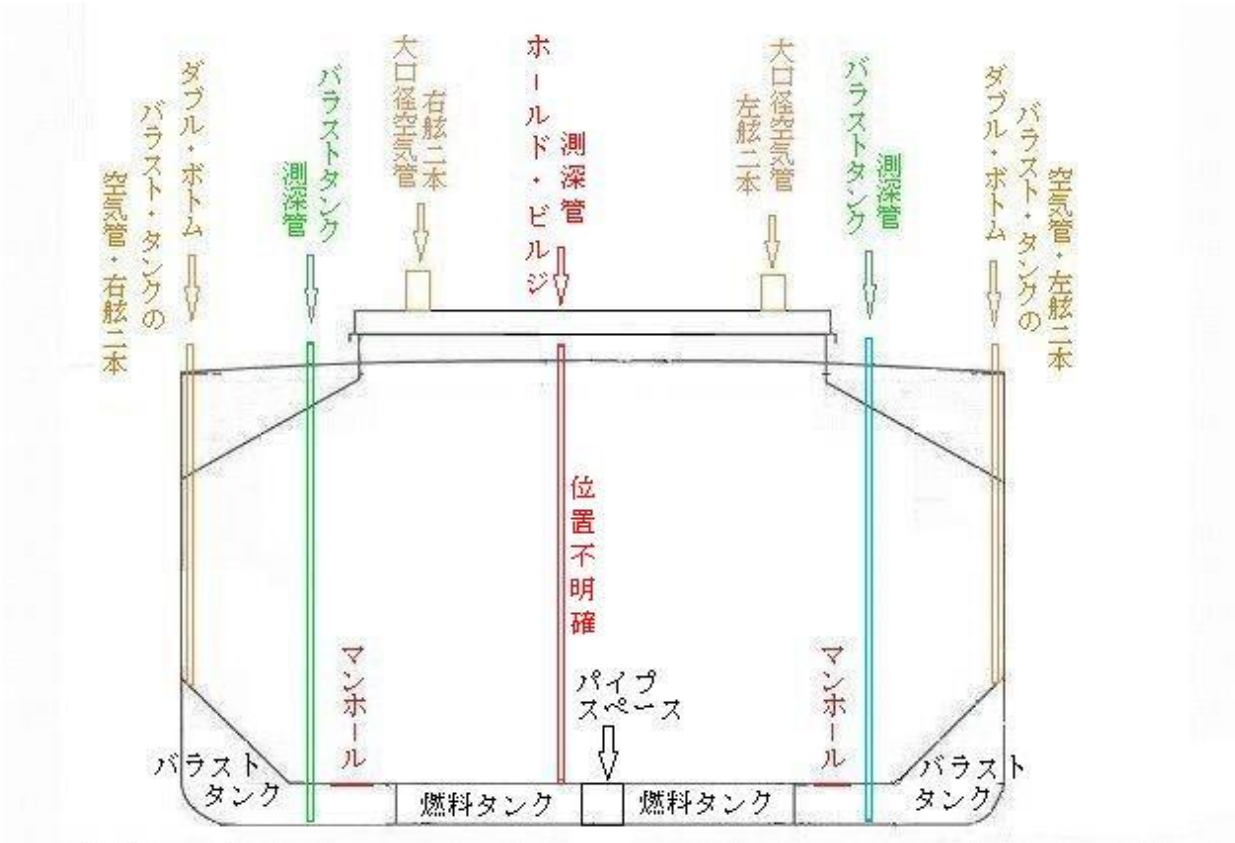 空気管・右舷二本
バラスト・タンクの
ダブル・ボトム
測深管
バラストタンク
大口径空気管
右舷二本
ホールド・ビルジ
測深管
左舷二本
大口径空気管
バラストタンク
測深管
ダブル・ボトム
バラスト・タンクの
空気管・左舷二本
位置不明確
マンホール
パイプ
スペース
マンホール
バラスト
タンク
燃料タンク
燃料タンク
バラスト
タンク